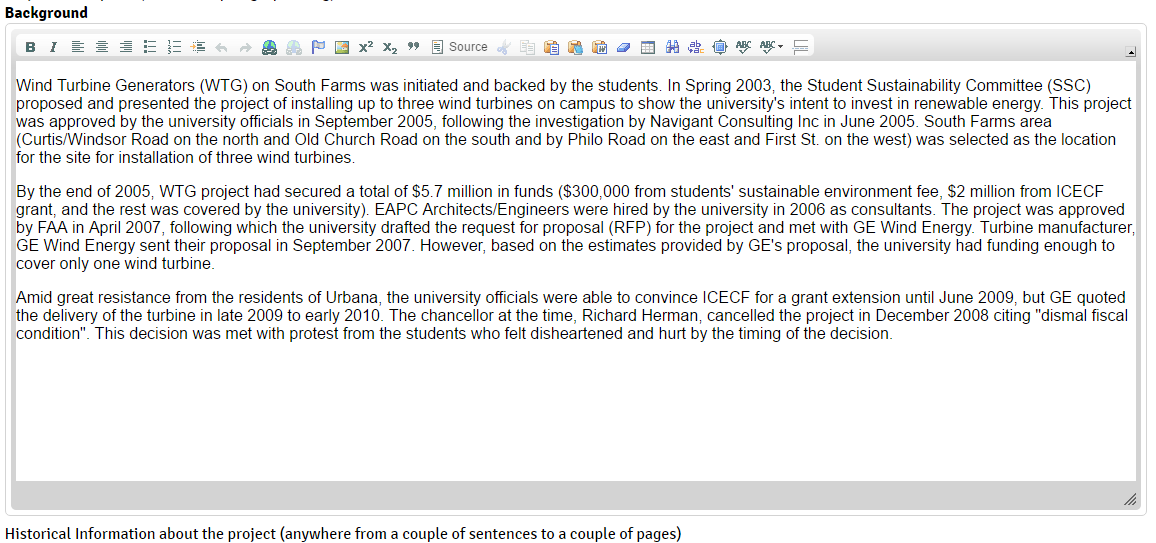 Background
B I x² x₂ ” Source ABC ABC
Wind Turbine Generators (WTG) on South Farms was initiated and backed by the students. In Spring 2003, the Student Sustainability Committee (SSC)
proposed and presented the project of installing up to three wind turbines on campus to show the university's intent to invest in renewable energy. This project
was approved by the university officials in September 2005, following the investigation by Navigant Consulting Inc in June 2005. South Farms area
(Curtis/Windsor Road on the north and Old Church Road on the south and by Philo Road on the east and First St. on the west) was selected as the location
for the site for installation of three wind turbines.
By the end of 2005, WTG project had secured a total of $5.7 million in funds ($300,000 from students' sustainable environment fee, $2 million from ICECF
grant, and the rest was covered by the university). EAPC Architects/Engineers were hired by the university in 2006 as consultants. The project was approved
by FAA in April 2007, following which the university drafted the request for proposal (RFP) for the project and met with GE Wind Energy. Turbine manufacturer,
GE Wind Energy sent their proposal in September 2007. However, based on the estimates provided by GE's proposal, the university had funding enough to
cover only one wind turbine.
Amid great resistance from the residents of Urbana, the university officials were able to convince ICECF for a grant extension until June 2009, but GE quoted
the delivery of the turbine in late 2009 to early 2010. The chancellor at the time, Richard Herman, cancelled the project in December 2008 citing "dismal fiscal
condition". This decision was met with protest from the students who felt disheartened and hurt by the timing of the decision.
Historical Information about the project (anywhere from a couple of sentences to a couple of pages)